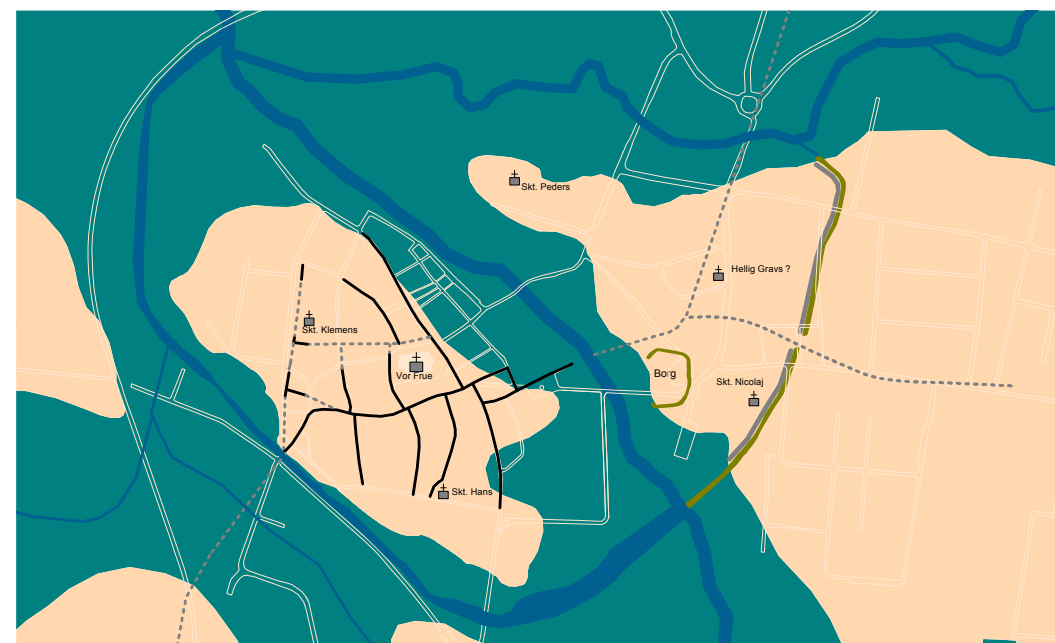 Skt. Peders
Hellig Gravs ?
Skt. Klemens
Vor Frue
Borg
Skt. Nicolaj
Skt. Hans